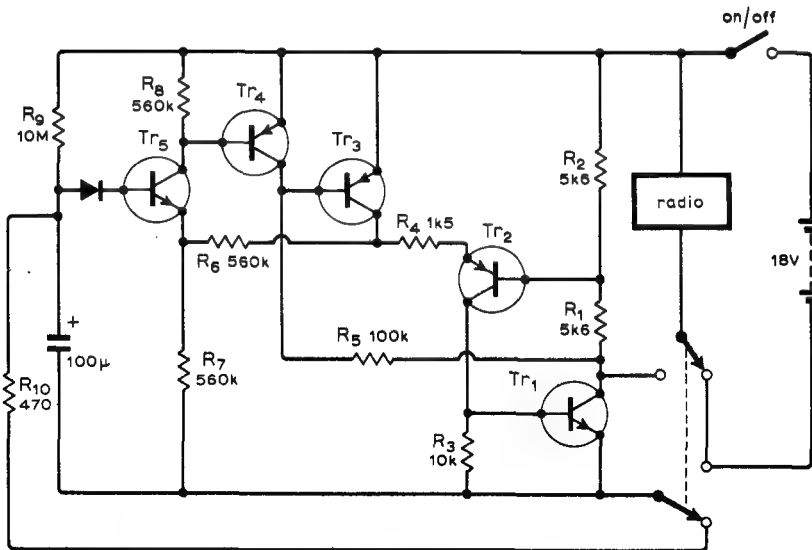 on/off
R8
560k
Tr4
R9
10M
Tr5
Tr3
R2
5k6
radio
R4 1k5
Tr2
18V
R6 560k
R1
5k6
+
100μ
R5 100k
R7
560k
R10
470
Tr1
R3
10k